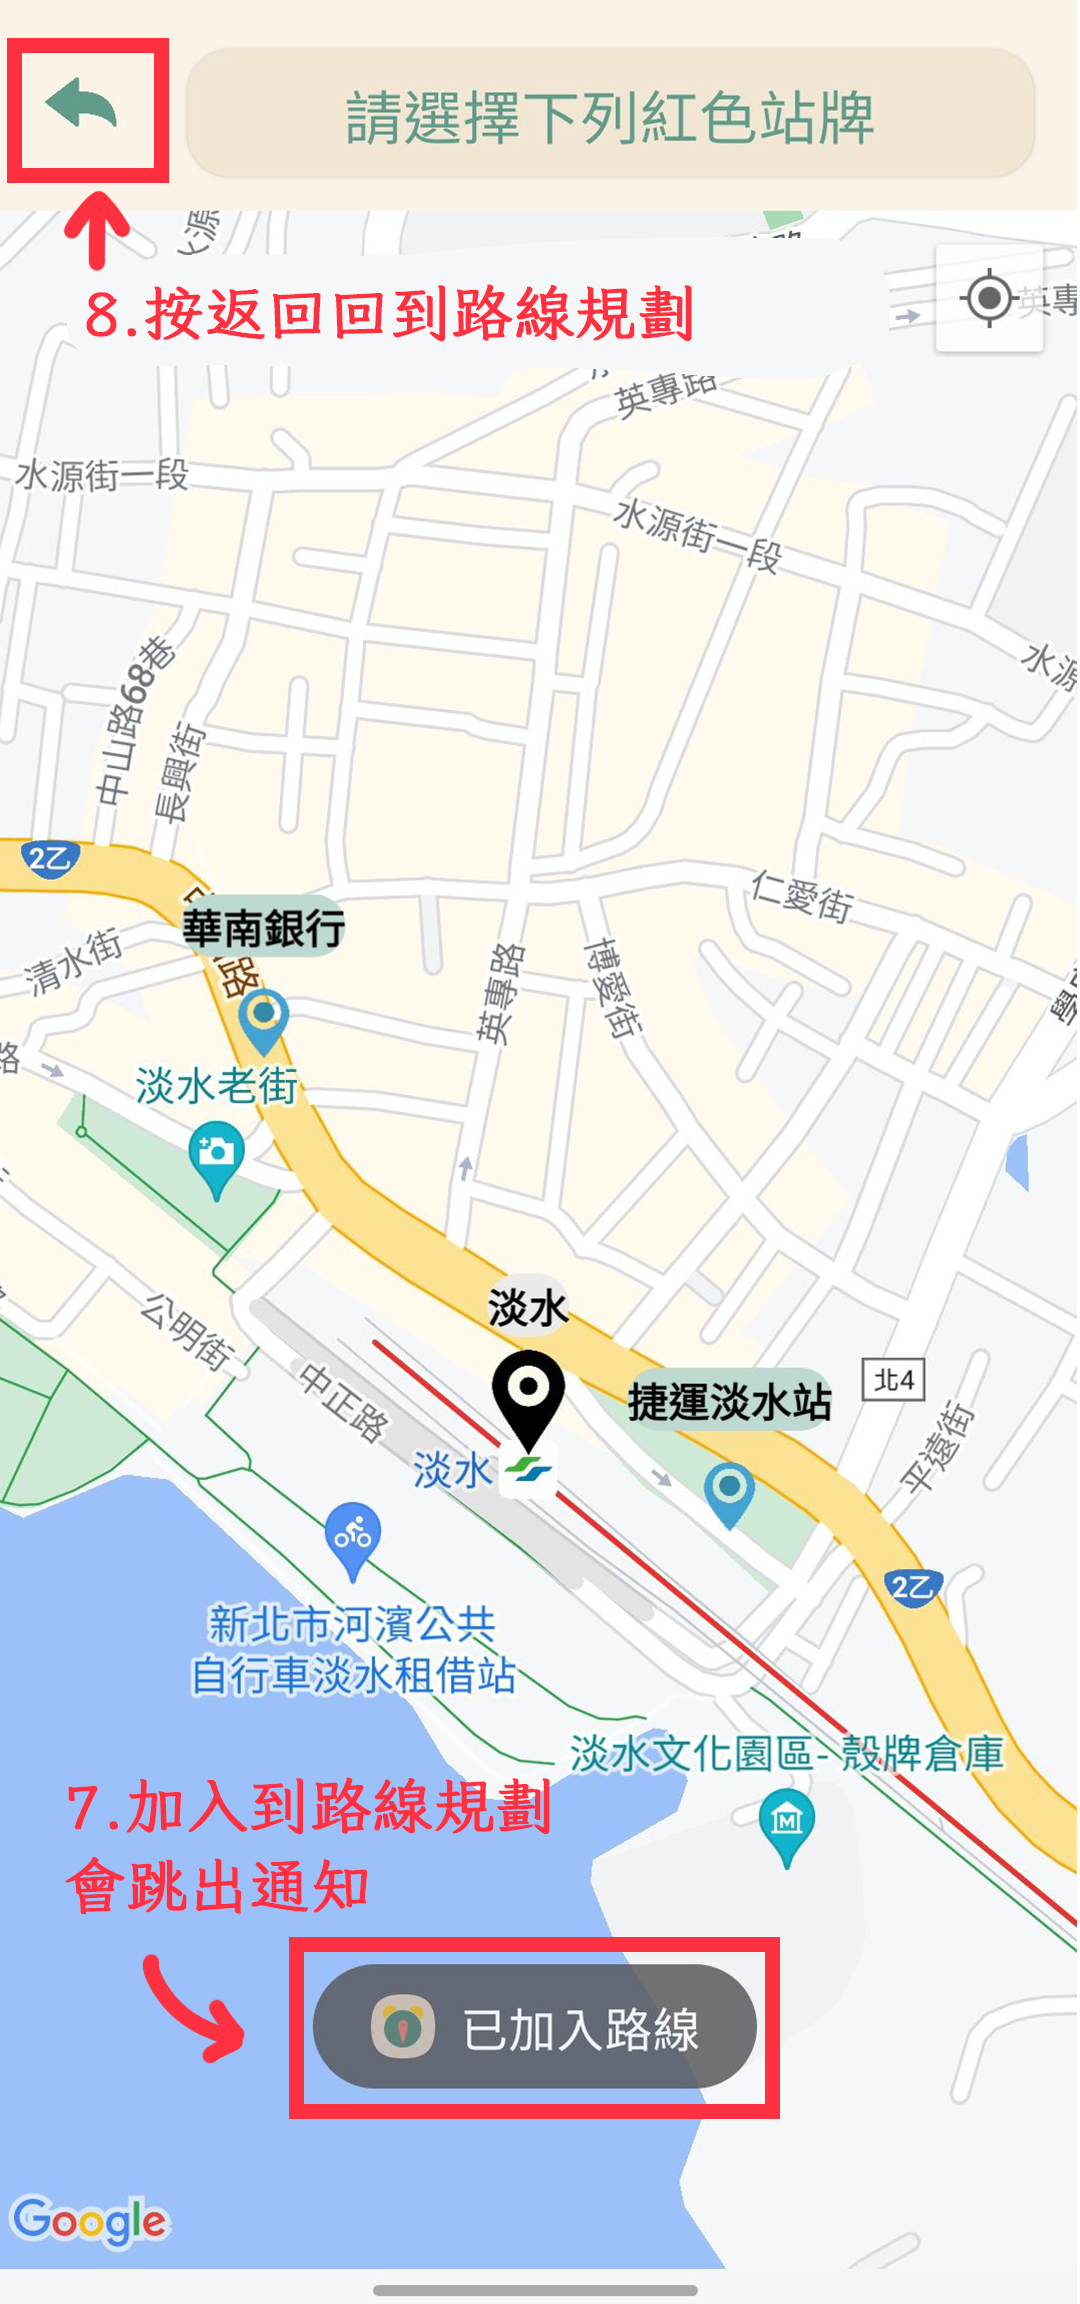 請選擇下列紅色站牌
8.按返回回到路線規劃
英專路
水源街一段
水源街一段
中山路68巷
長興街
2乙
仁愛街
華南銀行
清水街
路
英專路
博愛街
淡水老街
淡水
公明街
捷運淡水站
北4
中正路
淡水
平遠街
2乙
新北市河濱公共
自行車淡水租借站
淡水文化園區- 殼牌倉庫
7.加入到路線規劃
會跳出通知
已加入路線
Google